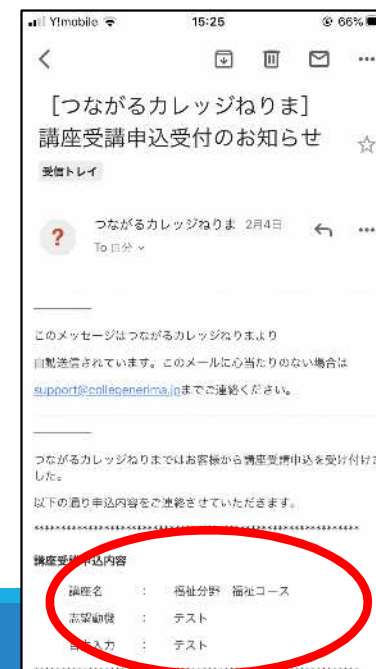 Y!mobile 15:25 66%
[つながるカレッジねりま]
講座受講申込受付のお知らせ
受信トレイ
?
つながるカレッジねりま 2月4日
To 自分
このメッセージはつながるカレッジねりまより
自動送信されています。このメールに心当たりのない場合は
support@collegenerima.jpまでご連絡ください。
つながるカレッジねりまではお客様から講座受講申込を受け付けま
した。
以下の通り申込内容をご連絡させていただきます。
講座受講申込内容
講座名 : 福祉分野 福祉コース
志望動機 : テスト
入力 : テスト